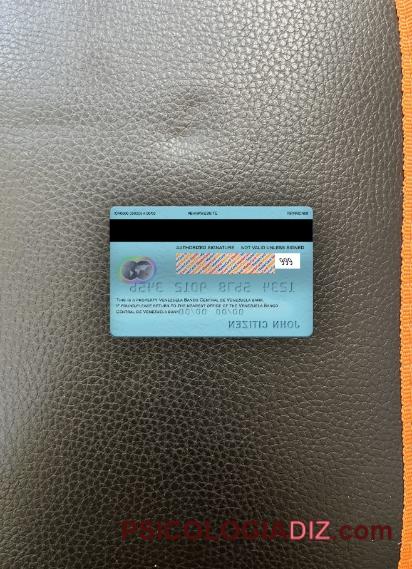 AUTHORIZED SIGNATURE NOT VALID UNLESS SIGNED
999
1234 5678 9012 3456
THIS IS A PROPERTY VENEZUELA BANCO CENTRAL DE VENEZUELA BANK.
IF FOUND,PLEASE RETURN TO THE NEAREST OFFICE OF THE VENEZUELA BANCO
CENTRAL DE VENEZUELA BANK.
00/00 00/00
JOHN CITIZEN
PSICOLOGIADIZ.com